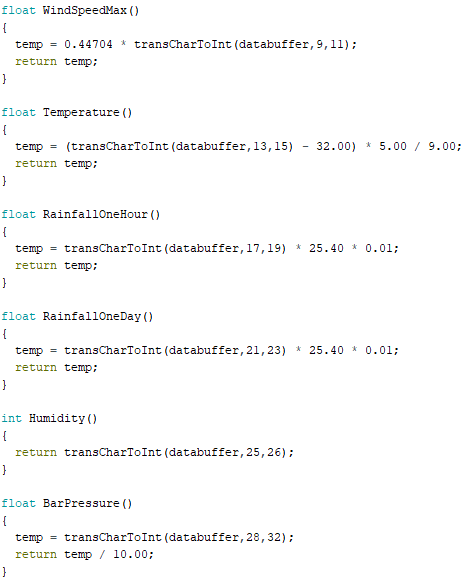 float WindSpeedMax()
{
  temp = 0.44704 * transCharToInt(databuffer,9,11);
  return temp;
}

float Temperature()
{
  temp = (transCharToInt(databuffer,13,15) - 32.00) * 5.00 / 9.00;
  return temp;
}

float RainfallOneHour()
{
  temp = transCharToInt(databuffer,17,19) * 25.40 * 0.01;
  return temp;
}

float RainfallOneDay()
{
  temp = transCharToInt(databuffer,21,23) * 25.40 * 0.01;
  return temp;
}

int Humidity()
{
  return transCharToInt(databuffer,25,26);
}

float BarPressure()
{
  temp = transCharToInt(databuffer,28,32);
  return temp / 10.00;
}